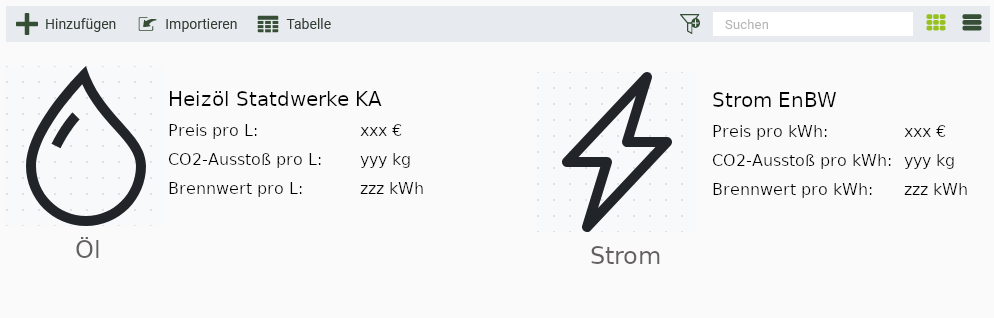 Hinzufügen Importieren Tabelle Suchen
Heizöl Statdwerke KA
Preis pro L: xxx €
CO2-Ausstoß pro L: yyy kg
Brennwert pro L: zzz kWh
Öl
Strom EnBW
Preis pro kWh: xxx €
CO2-Ausstoß pro kWh: yyy kg
Brennwert pro kWh: zzz kWh
Strom